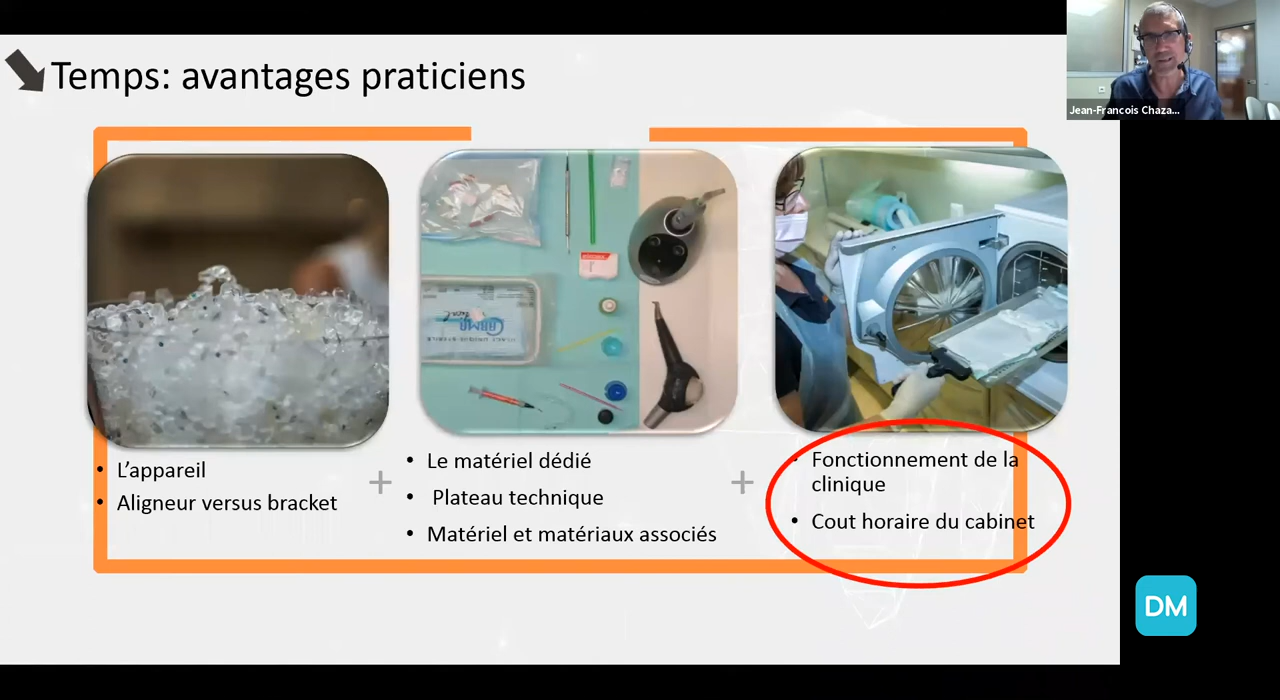 Temps: avantages praticiens
Jean-Francois Chaza...
• L'appareil
• Aligneur versus bracket
+
• Le matériel dédié
• Plateau technique
• Matériel et matériaux associés
+
• Fonctionnement de la
clinique
• Cout horaire du cabinet
DM